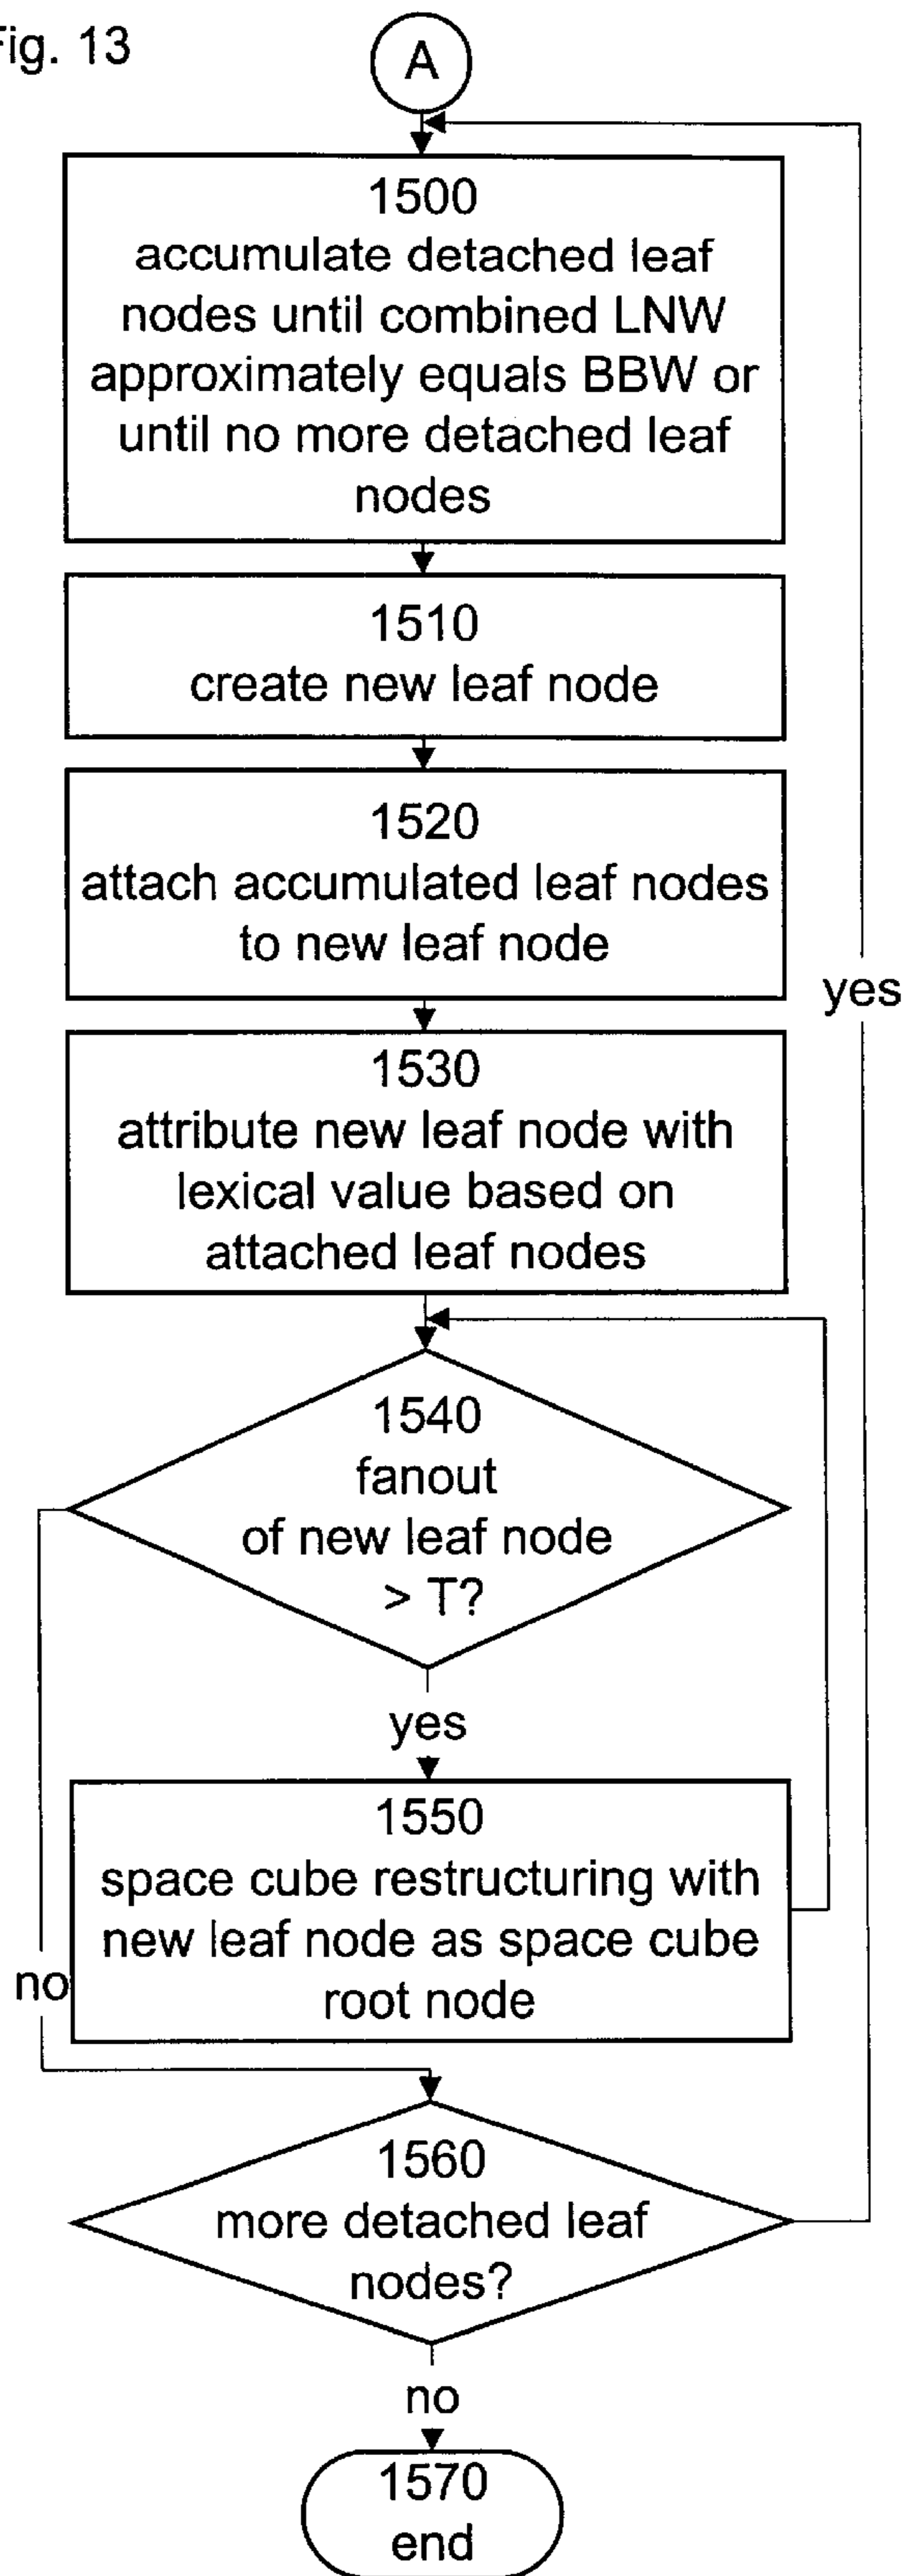 Fig. 13
A
1500
accumulate detached leaf
nodes until combined LNW
approximately equals BBW or
until no more detached leaf
nodes
1510
create new leaf node
1520
attach accumulated leaf nodes
to new leaf node
yes
1530
attribute new leaf node with
lexical value based on
attached leaf nodes
1540
fanout
of new leaf node
> T?
yes
1550
space cube restructuring with
new leaf node as space cube
root node
no
1560
more detached leaf
nodes?
no
1570
end